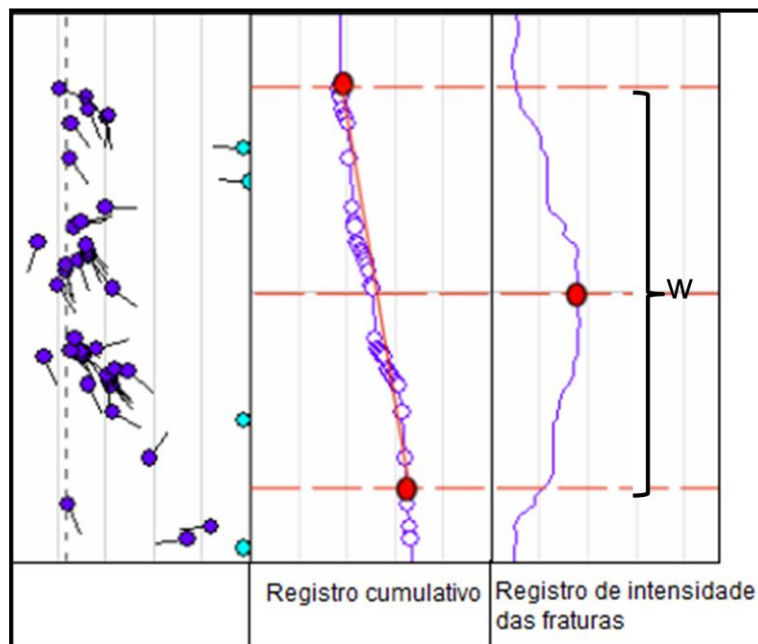 W
Registro cumulativo
Registro de intensidade
das fraturas